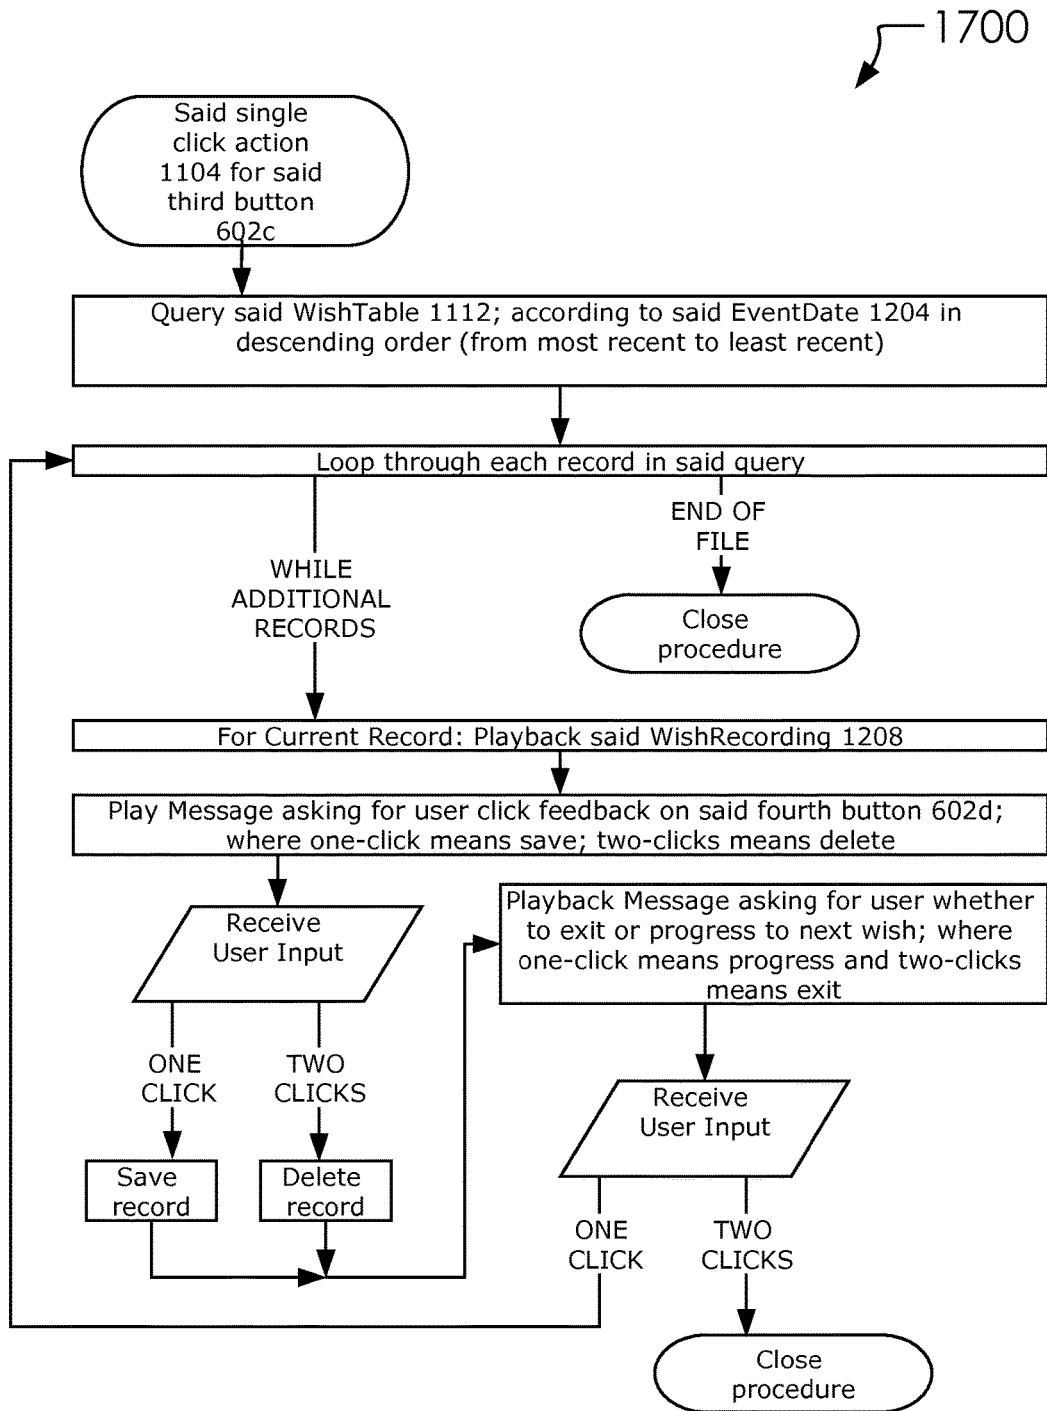 1700
Said single
click action
1104 for said
third button
602c
Query said WishTable 1112; according to said EventDate 1204 in
descending order (from most recent to least recent)
Loop through each record in said query
END OF
FILE
WHILE
ADDITIONAL
RECORDS
Close
procedure
For Current Record: Playback said WishRecording 1208
Play Message asking for user click feedback on said fourth button 602d;
where one-click means save; two-clicks means delete
Receive
User Input
Playback Message asking for user whether
to exit or progress to next wish; where
one-click means progress and two-clicks
means exit
ONE
CLICK
TWO
CLICKS
Receive
User Input
Save
record
Delete
record
ONE
CLICK
TWO
CLICKS
Close
procedure